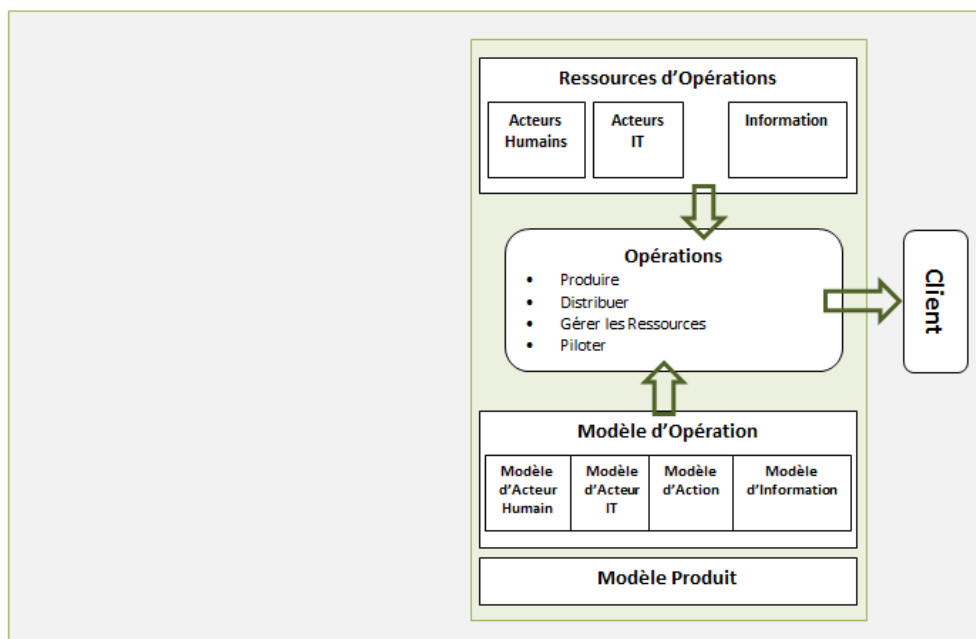 Ressources d'Opérations
Acteurs
Humains
Acteurs
IT
Information
Opérations
• Produire
• Distribuer
• Gérer les Ressources
• Piloter
Client
Modèle d'Opération
Modèle
d'Acteur
Humain
Modèle
d'Acteur
IT
Modèle
d'Action
Modèle
d'Information
Modèle Produit